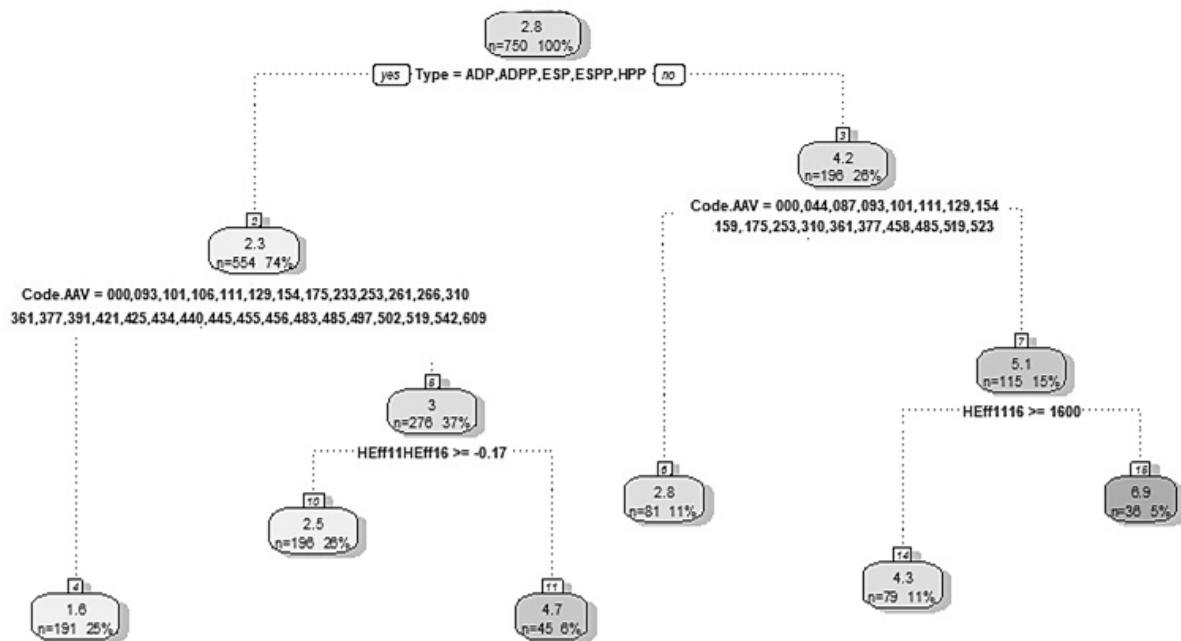 2.8
n=750 100%
yes Type = ADP,ADPP,ESP,ESPP,HPP no
3
4.2
n=196 26%
Code.AAV = 000,044,087,093,101,111,129,154
159,175,253,310,361,377,458,485,519,523
2
2.3
n=554 74%
Code.AAV = 000,093,101,106,111,129,154,175,233,253,261,266,310
361,377,391,421,425,434,440,445,455,456,483,485,497,502,519,542,609
7
5.1
n=115 15%
HEff1116 >= 1600
5
3
n=276 37%
HEff11HEff16 >= -0.17
6
2.8
n=81 11%
15
6.9
n=36 5%
10
2.5
n=196 26%
14
4.3
n=79 11%
4
1.6
n=191 25%
11
4.7
n=45 6%